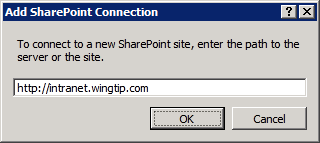 Add SharePoint Connection
To connect to a new SharePoint site, enter the path to the
server or the site.
http://intranet.wingtip.com
OK Cancel